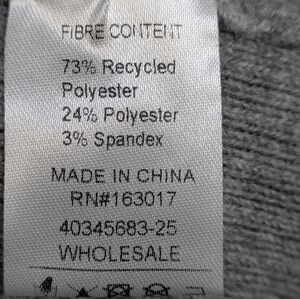 FIBRE CONTENT
73% Recycled
Polyester
24% Polyester
3% Spandex
MADE IN CHINA
RN#163017
40345683-25
WHOLESALE